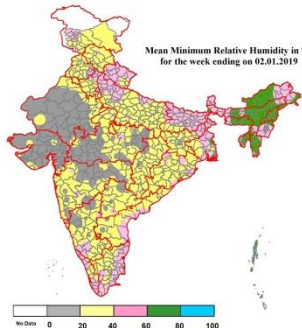 Mean Minimum Relative Humidity in
for the week ending on 02.01.2019
No Data 0 20 40 60 80 100